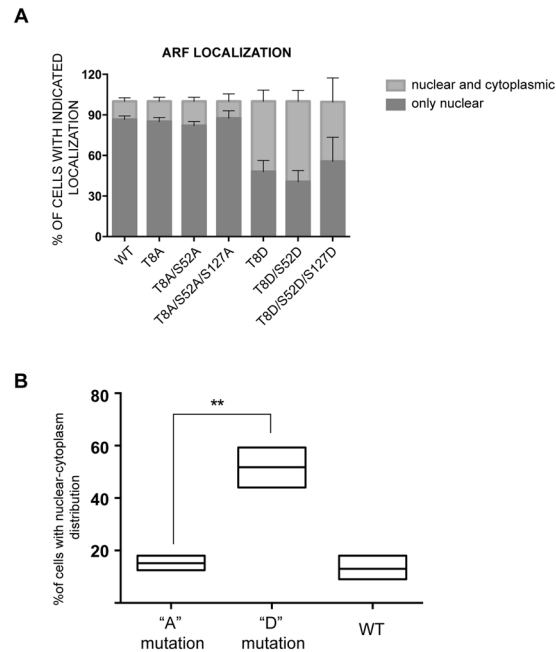 A
ARF LOCALIZATION
% OF CELLS WITH INDICATED
LOCALIZATION
120
90
60
30
0
WT
T8A
T8A/S52A
T8A/S52A/S127A
T8D
T8D/S52D
T8D/S52D/S127D
nuclear and cytoplasmic
only nuclear
B
%of cells with nuclear-cytoplasm
distribution
80
60
40
20
**
"A"
mutation
"D"
mutation
WT